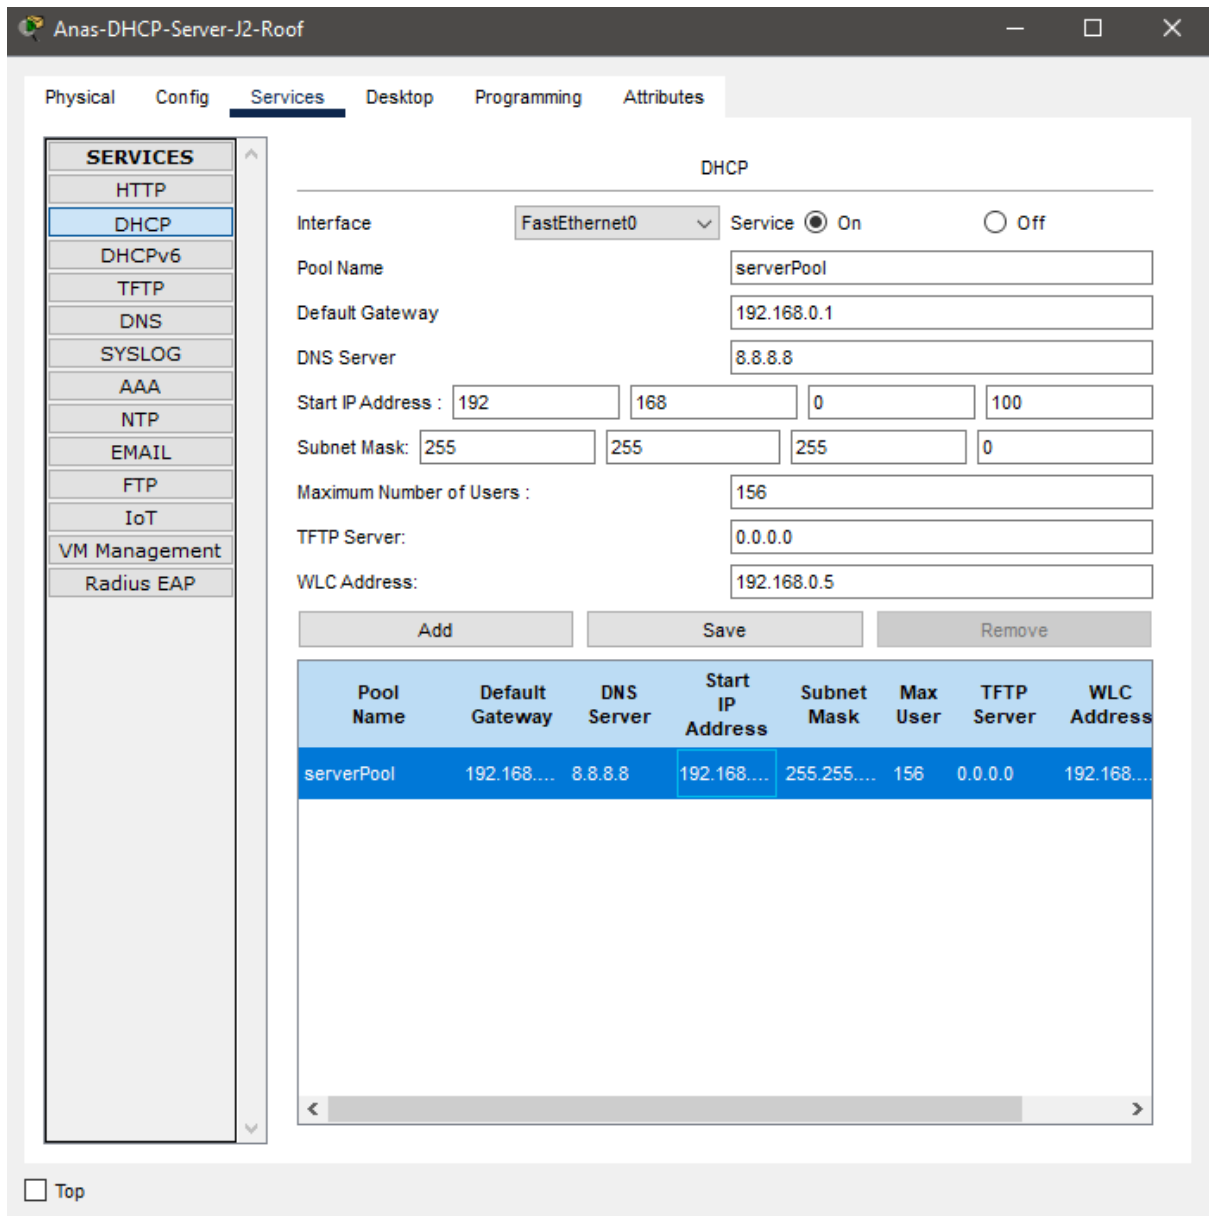 Anas-DHCP-Server-J2-Roof
Physical Config Services Desktop Programming Attributes
SERVICES
HTTP
DHCP
DHCPv6
TFTP
DNS
SYSLOG
AAA
NTP
EMAIL
FTP
IoT
VM Management
Radius EAP
DHCP
Interface FastEthernet0 Service On Off
Pool Name serverPool
Default Gateway 192.168.0.1
DNS Server 8.8.8.8
Start IP Address : 192 168 0 100
Subnet Mask: 255 255 255 0
Maximum Number of Users : 156
TFTP Server: 0.0.0.0
WLC Address: 192.168.0.5
Add Save Remove
Pool Name Default Gateway DNS Server Start IP Address Subnet Mask Max User TFTP Server WLC Address
serverPool 192.168.... 8.8.8.8 192.168.... 255.255.... 156 0.0.0.0 192.168....
Top